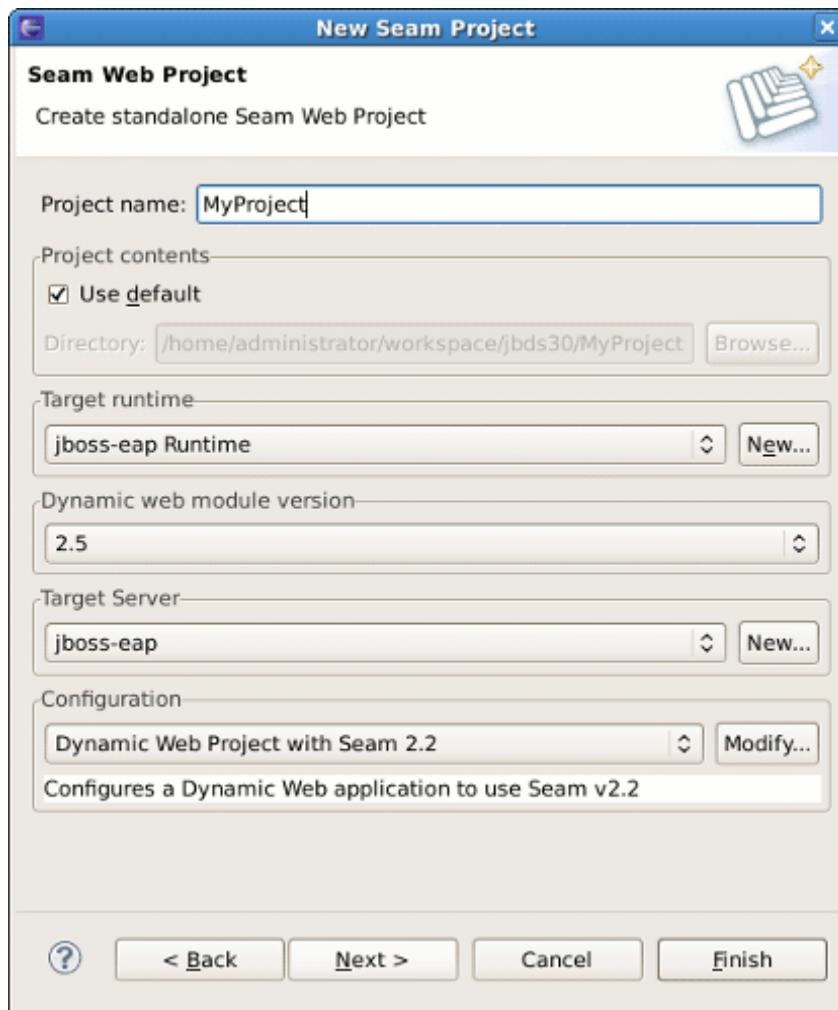 New Seam Project
Seam Web Project
Create standalone Seam Web Project
Project name: MyProject
Project contents
Use default
Directory: /home/administrator/workspace/jbds30/MyProject Browse...
Target runtime
jboss-eap Runtime New...
Dynamic web module version
2.5
Target Server
jboss-eap New...
Configuration
Dynamic Web Project with Seam 2.2 Modify...
Configures a Dynamic Web application to use Seam v2.2
? < Back Next > Cancel Finish